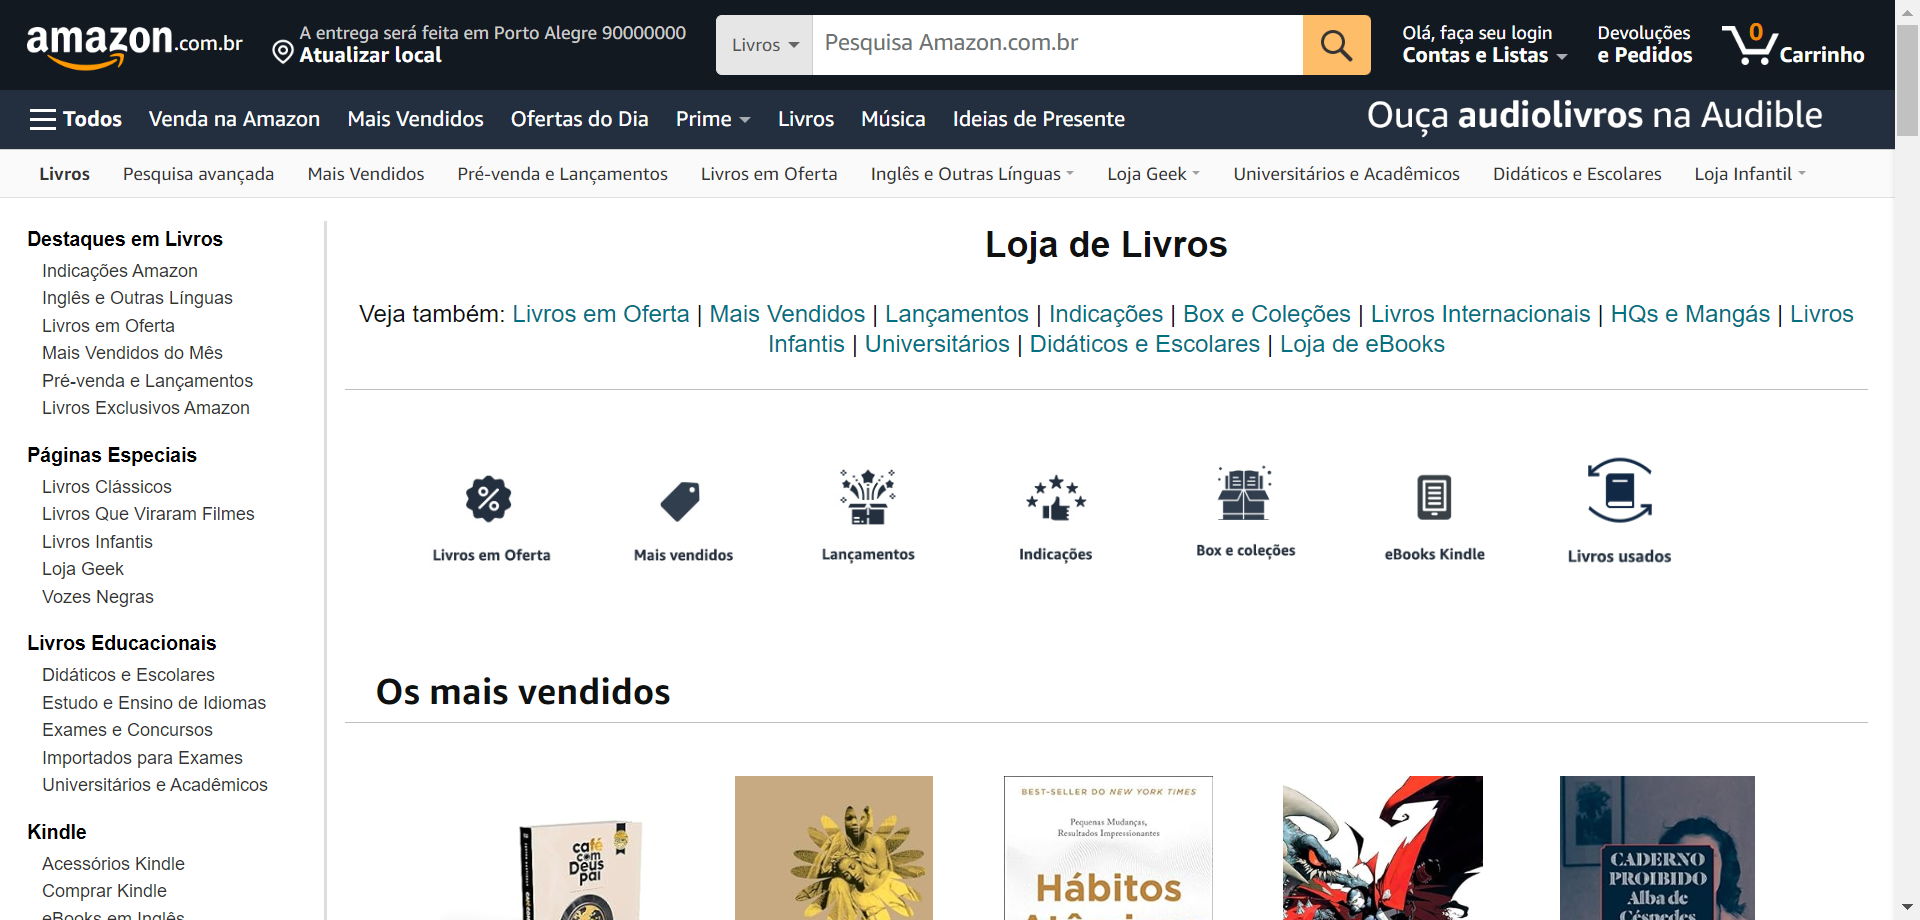 amazon.com.br
A entrega será feita em Porto Alegre 90000000
Atualizar local
Livros
Pesquisa Amazon.com.br
Olá, faça seu login
Contas e Listas
Devoluções
e Pedidos
0
Carrinho
Todos
Venda na Amazon
Mais Vendidos
Ofertas do Dia
Prime
Livros
Música
Ideias de Presente
Ouça audiolivros na Audible
Livros
Pesquisa avançada
Mais Vendidos
Pré-venda e Lançamentos
Livros em Oferta
Inglês e Outras Línguas
Loja Geek
Universitários e Acadêmicos
Didáticos e Escolares
Loja Infantil
Destaques em Livros
Indicações Amazon
Inglês e Outras Línguas
Livros em Oferta
Mais Vendidos do Mês
Pré-venda e Lançamentos
Livros Exclusivos Amazon
Páginas Especiais
Livros Clássicos
Livros Que Viraram Filmes
Livros Infantis
Loja Geek
Vozes Negras
Livros Educacionais
Didáticos e Escolares
Estudo e Ensino de Idiomas
Exames e Concursos
Importados para Exames
Universitários e Acadêmicos
Kindle
Acessórios Kindle
Comprar Kindle
eBooks em Inglês
Loja de Livros
Veja também: Livros em Oferta | Mais Vendidos | Lançamentos | Indicações | Box e Coleções | Livros Internacionais | HQs e Mangás | Livros
Infantis | Universitários | Didáticos e Escolares | Loja de eBooks
Livros em Oferta
Mais vendidos
Lançamentos
Indicações
Box e coleções
eBooks Kindle
Livros usados
Os mais vendidos
café
com
Deus
pai
BEST-SELLER DO NEW YORK TIMES
Pequenas Mudanças,
Resultados Impressionantes
Hábitos
CADERNO
PROIBIDO
Alba de
Céspedes